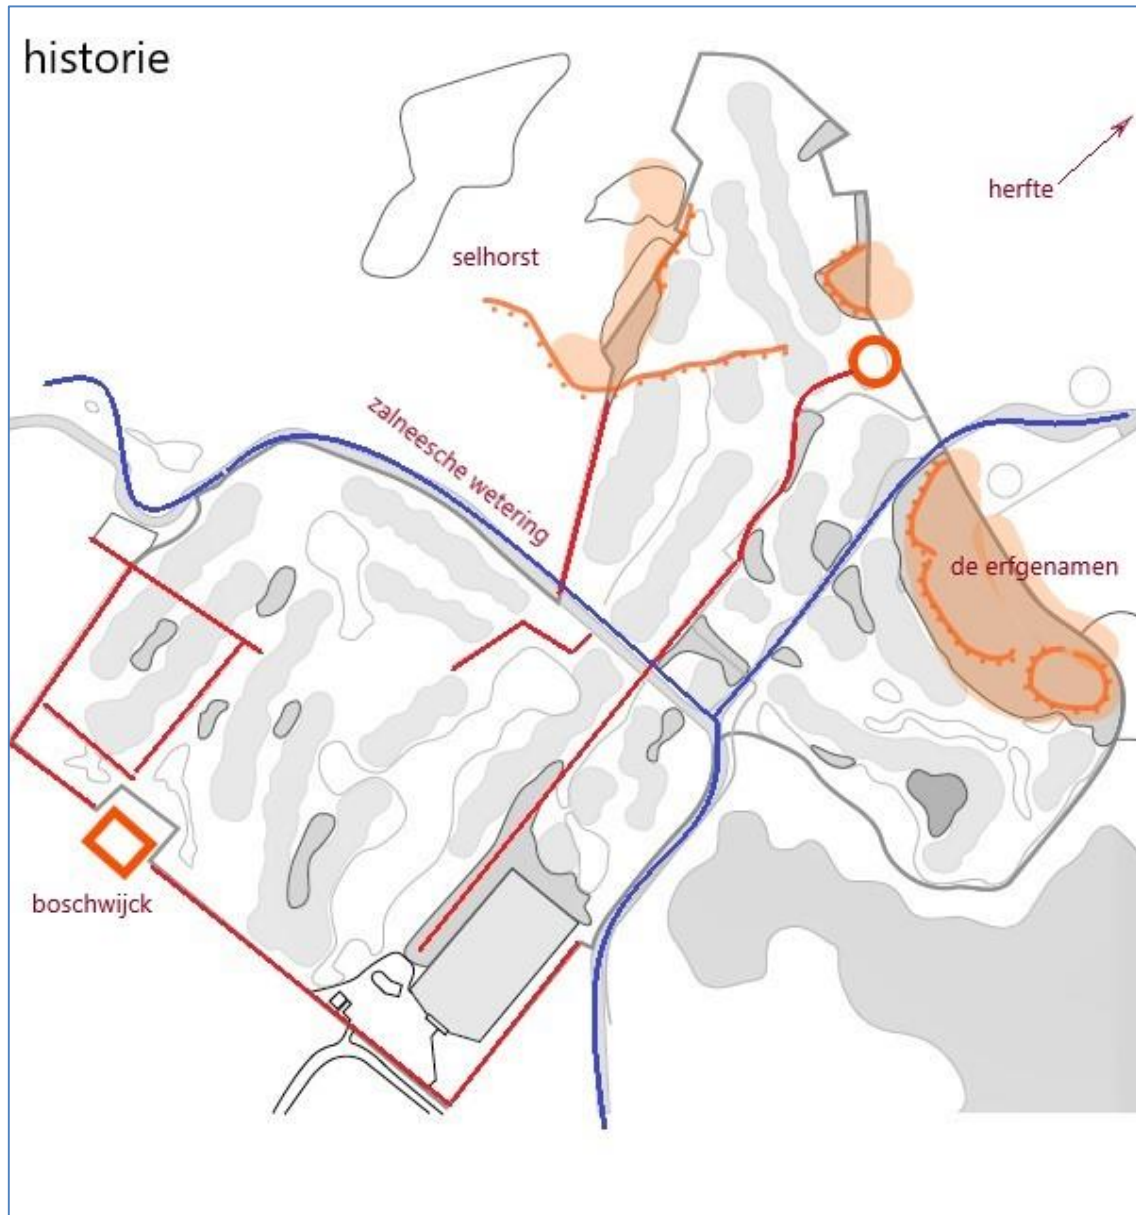 historie
herfte
selhorst
zalneesche wetering
de erfgenamen
boschwijck